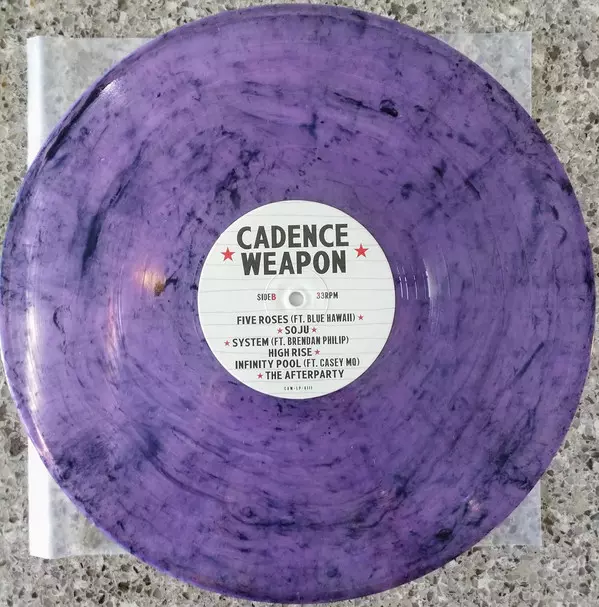 CADENCE
WEAPON
SIDE B 33RPM
FIVE ROSES (FT. BLUE HAWAII)
SOJU
SYSTEM (FT. BRENDAN PHILIP)
HIGH RISE
INFINITY POOL (FT. CASEY MQ)
THE AFTERPARTY